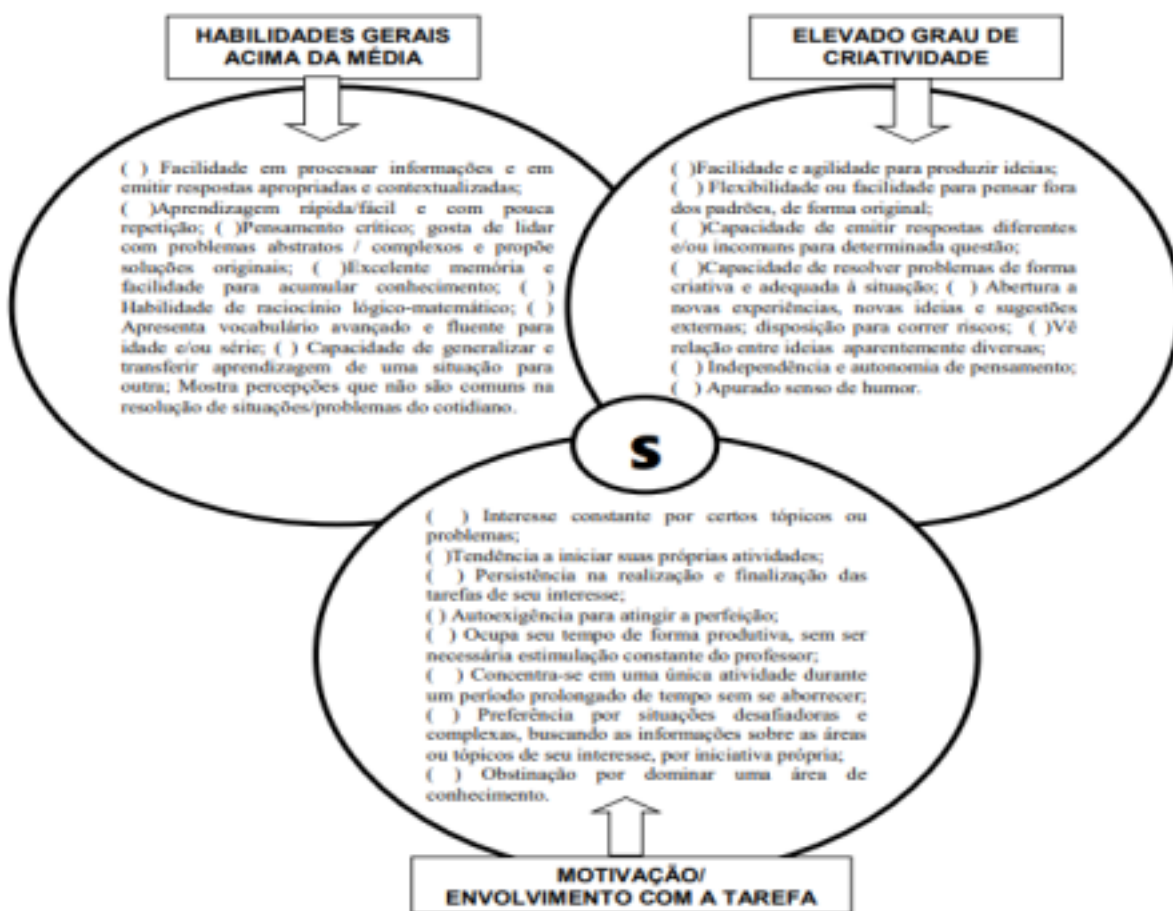 HABILIDADES GERAIS
ACIMA DA MÉDIA
( ) Facilidade em processar informações e em
emitir respostas apropriadas e contextualizadas;
( )Aprendizagem rápida/fácil e com pouca
repetição; ( )Pensamento crítico; gosta de lidar
com problemas abstratos / complexos e propõe
soluções originais; ( )Excelente memória e
facilidade para acumular conhecimento; ( )
Habilidade de raciocínio lógico-matemático; ( )
Apresenta vocabulário avançado e fluente para
idade e/ou série; ( ) Capacidade de generalizar e
transferir aprendizagem de uma situação para
outra; Mostra percepções que não são comuns na
resolução de situações/problemas do cotidiano.
ELEVADO GRAU DE
CRIATIVIDADE
( )Facilidade e agilidade para produzir ideias;
( ) Flexibilidade ou facilidade para pensar fora
dos padrões, de forma original;
( )Capacidade de emitir respostas diferentes
e/ou incomuns para determinada questão;
( )Capacidade de resolver problemas de forma
criativa e adequada à situação; ( ) Abertura a
novas experiências, novas ideias e sugestões
externas; disposição para correr riscos; ( )Vê
relação entre ideias aparentemente diversas;
( ) Independência e autonomia de pensamento;
( ) Apurado senso de humor.
S
( ) Interesse constante por certos tópicos ou
problemas;
( )Tendência a iniciar suas próprias atividades;
( ) Persistência na realização e finalização das
tarefas de seu interesse;
( ) Autoexigência para atingir a perfeição;
( ) Ocupa seu tempo de forma produtiva, sem ser
necessária estimulação constante do professor;
( ) Concentra-se em uma única atividade durante
um período prolongado de tempo sem se aborrecer;
( ) Preferência por situações desafiadoras e
complexas, buscando as informações sobre as áreas
ou tópicos de seu interesse, por iniciativa própria;
( ) Obstinação por dominar uma área de
conhecimento.
MOTIVAÇÃO/
ENVOLVIMENTO COM A TAREFA